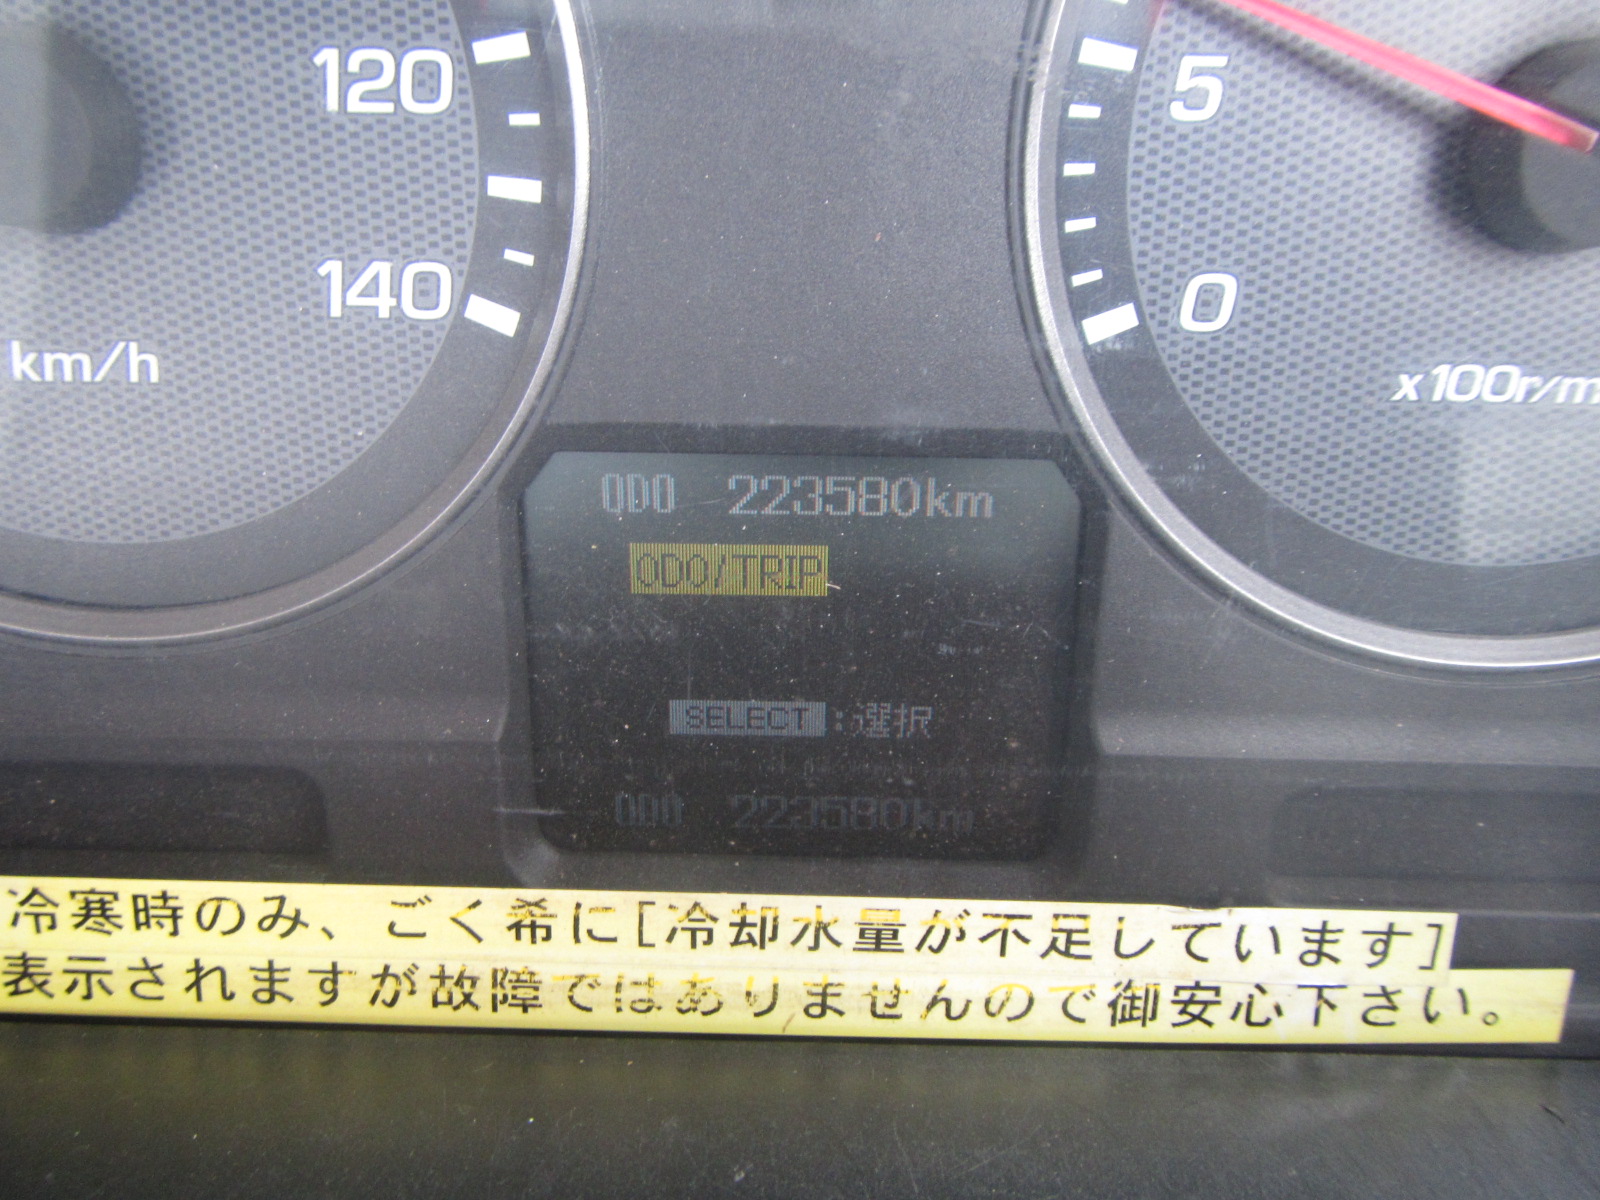 120
5
140
0
km/h
x100r/m
ODO 223580km
ODO/TRIP
SELECT:選択
ODO 223580km
冷寒時のみ、ごく希に[冷却水量が不足しています]
表示されますが故障ではありませんので御安心下さい。